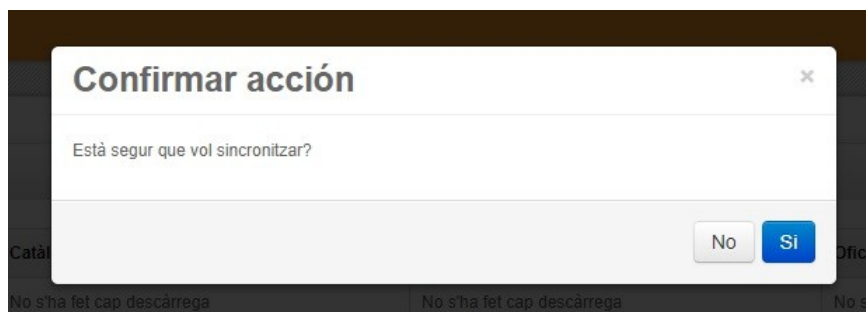 Confirmar acción
×
Està segur que vol sincronitzar?
No Si
No s'ha fet cap descàrrega No s'ha fet cap descàrrega